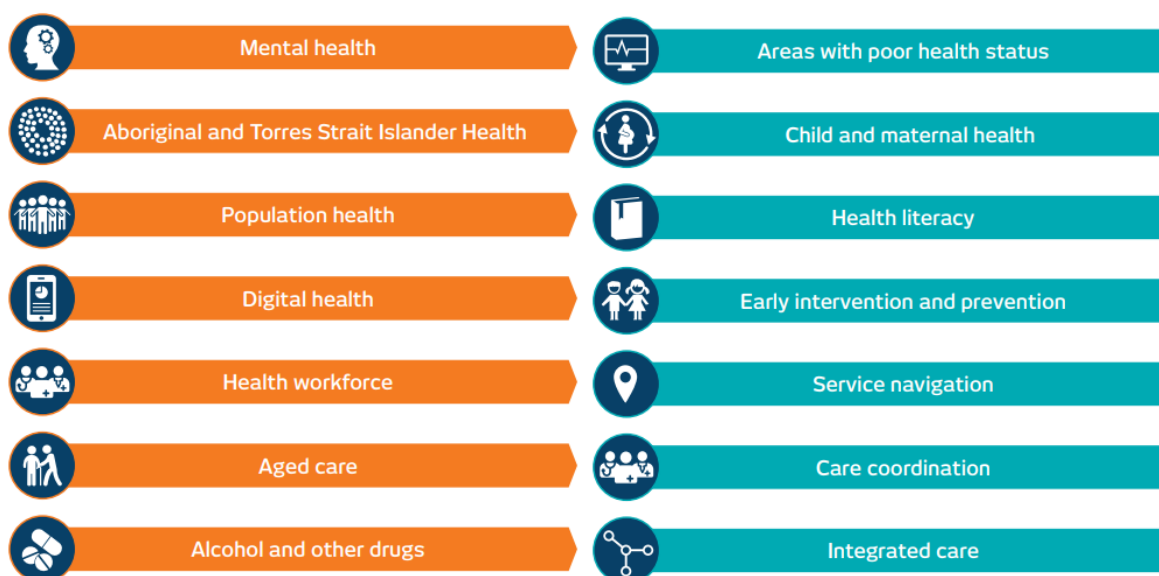 Mental health
Aboriginal and Torres Strait Islander Health
Population health
Digital health
Health workforce
Aged care
Alcohol and other drugs
Areas with poor health status
Child and maternal health
Health literacy
Early intervention and prevention
Service navigation
Care coordination
Integrated care